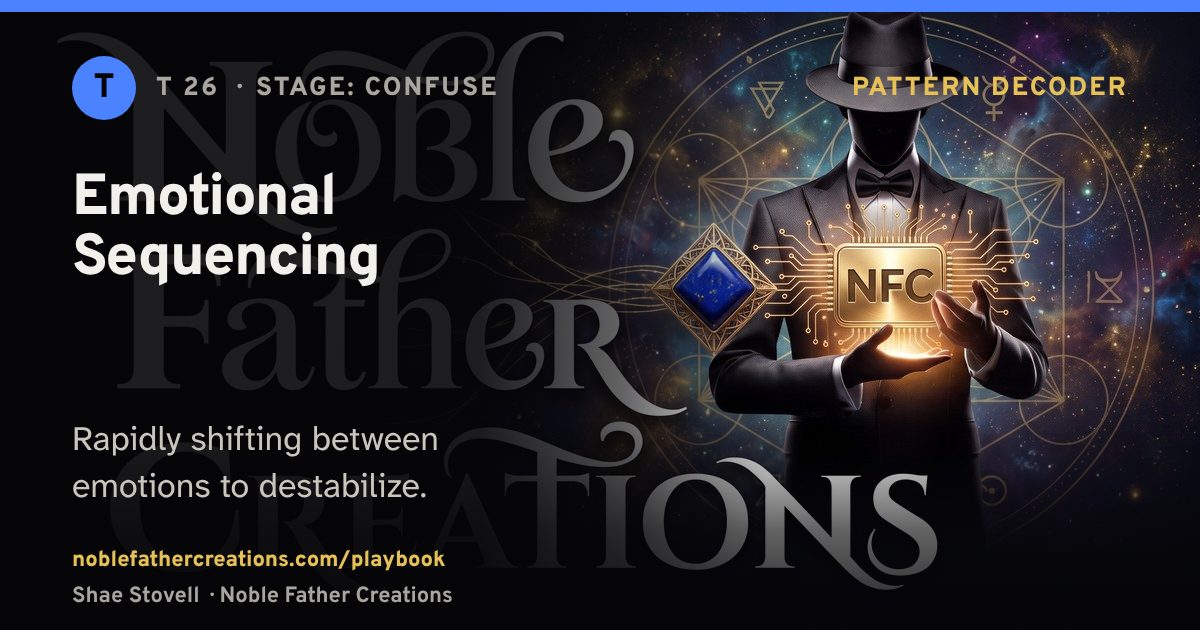 T
T 26 · STAGE: CONFUSE
PATTERN DECODER
Emotional
Sequencing
Rapidly shifting between
emotions to destabilize.
noblefathercreations.com/playbook
Shae Stovell · Noble Father Creations
Noble
Father
CREATIONS
NFC